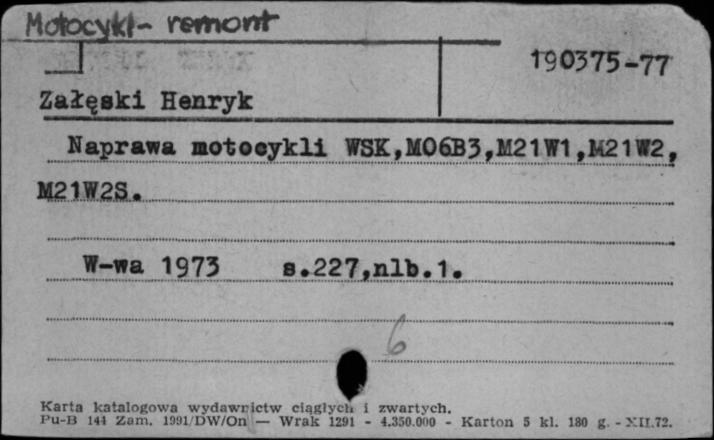 Motocykl - remont
190375-77
Załęski Henryk
Naprawa motocykli WSK,M06B3,M21W1,M21W2,
M21W2S.
W-wa 1973 s.227,nlb.1.
6
Karta katalogowa wydawnictw ciągłych i zwartych.
Pu-B 144 Zam. 1991/DW/On — Wrak 1291 - 4.350.000 - Karton 5 kl. 180 g. - XII.72.